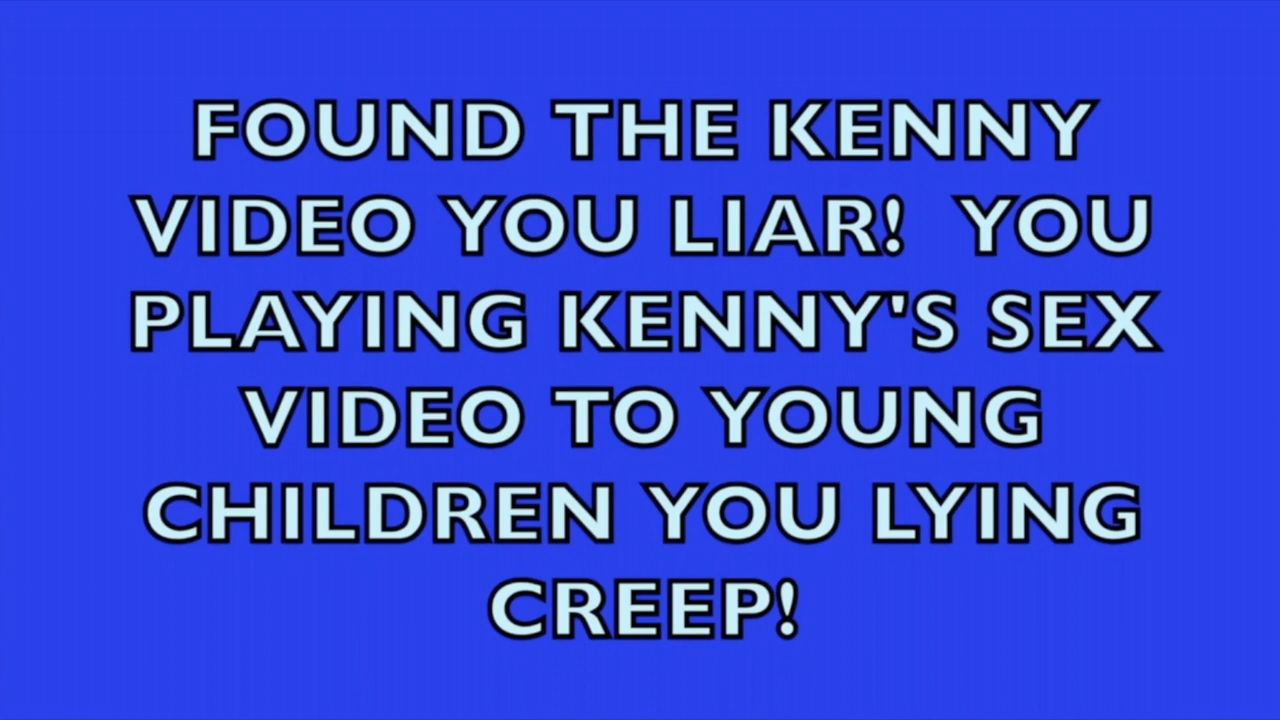 FOUND THE KENNY
VIDEO YOU LIAR!  YOU
PLAYING KENNY'S SEX
VIDEO TO YOUNG
CHILDREN YOU LYING
CREEP!